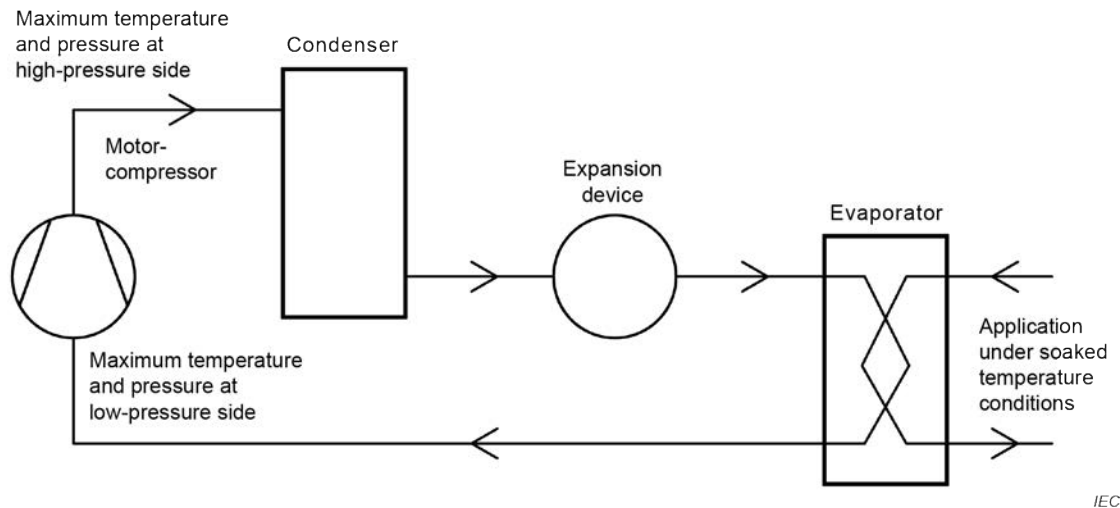 Maximum temperature
and pressure at
high-pressure side
Condenser
Motor-
compressor
Expansion
device
Evaporator
Application
under soaked
temperature
conditions
Maximum temperature
and pressure at
low-pressure side
IEC